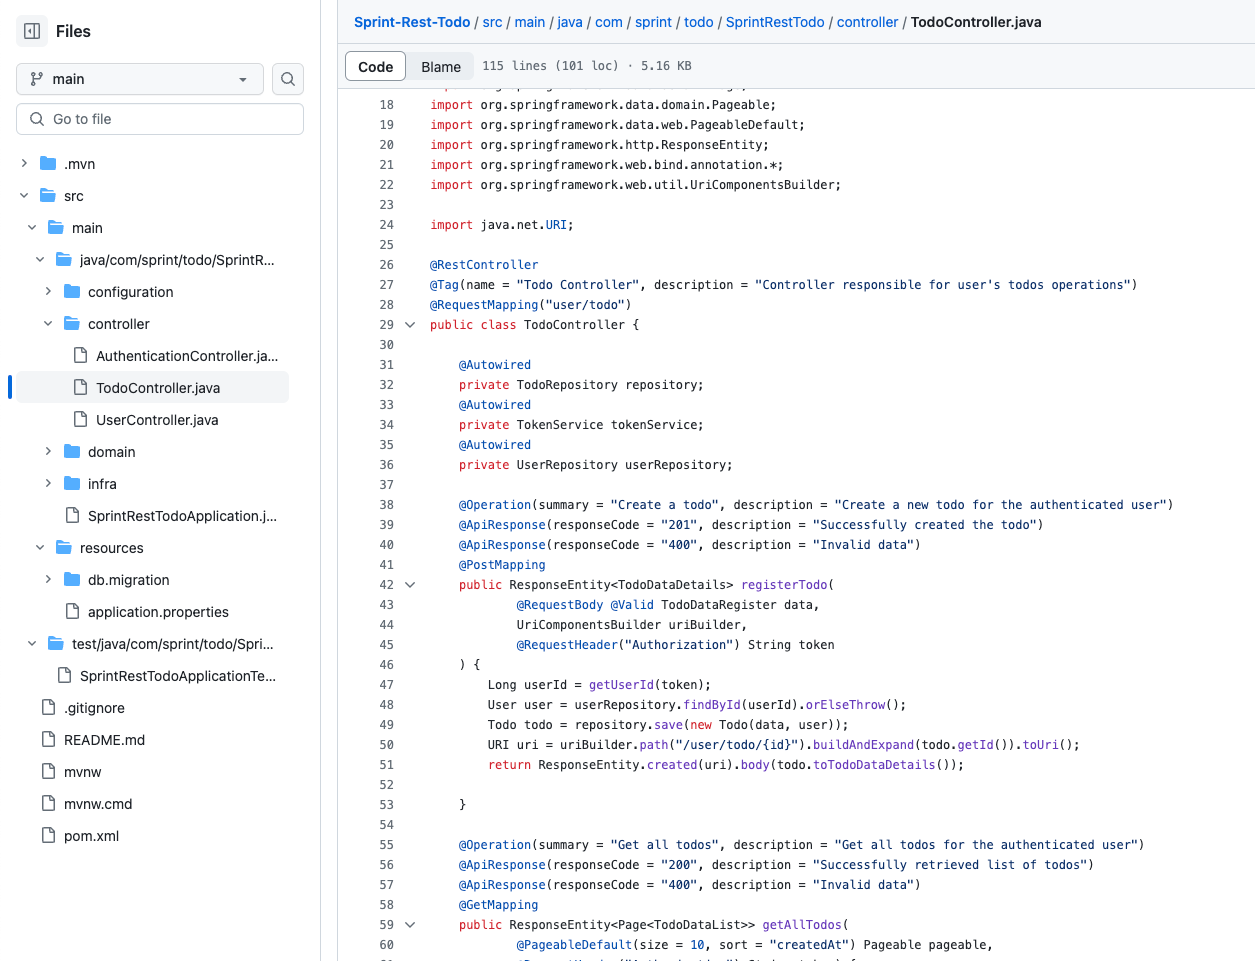 Files
main
Go to file
.mvn
src
main
java/com/sprint/todo/SprintR...
configuration
controller
AuthenticationController.ja...
TodoController.java
UserController.java
domain
infra
SprintRestTodoApplication.j...
resources
db.migration
application.properties
test/java/com/sprint/todo/Spri...
SprintRestTodoApplicationTe...
.gitignore
README.md
mvnw
mvnw.cmd
pom.xml
Sprint-Rest-Todo / src / main / java / com / sprint / todo / SprintRestTodo / controller / TodoController.java
Code Blame 115 lines (101 loc) · 5.16 KB
18 import org.springframework.data.domain.Pageable;
19 import org.springframework.data.web.PageableDefault;
20 import org.springframework.http.ResponseEntity;
21 import org.springframework.web.bind.annotation.*;
22 import org.springframework.web.util.UriComponentsBuilder;
23
24 import java.net.URI;
25
26 @RestController
27 @Tag(name = "Todo Controller", description = "Controller responsible for user's todos operations")
28 @RequestMapping("user/todo")
29 public class TodoController {
30
31 @Autowired
32 private TodoRepository repository;
33 @Autowired
34 private TokenService tokenService;
35 @Autowired
36 private UserRepository userRepository;
37
38 @Operation(summary = "Create a todo", description = "Create a new todo for the authenticated user")
39 @ApiResponse(responseCode = "201", description = "Successfully created the todo")
40 @ApiResponse(responseCode = "400", description = "Invalid data")
41 @PostMapping
42 public ResponseEntity<TodoDataDetails> registerTodo(
43 @RequestBody @Valid TodoDataRegister data,
44 UriComponentsBuilder uriBuilder,
45 @RequestHeader("Authorization") String token
46 ) {
47 Long userId = getUserId(token);
48 User user = userRepository.findById(userId).orElseThrow();
49 Todo todo = repository.save(new Todo(data, user));
50 URI uri = uriBuilder.path("/user/todo/{id}").buildAndExpand(todo.getId()).toUri();
51 return ResponseEntity.created(uri).body(todo.toTodoDataDetails());
52
53 }
54
55 @Operation(summary = "Get all todos", description = "Get all todos for the authenticated user")
56 @ApiResponse(responseCode = "200", description = "Successfully retrieved list of todos")
57 @ApiResponse(responseCode = "400", description = "Invalid data")
58 @GetMapping
59 public ResponseEntity<Page<TodoDataList>> getAllTodos(
60 @PageableDefault(size = 10, sort = "createdAt") Pageable pageable,